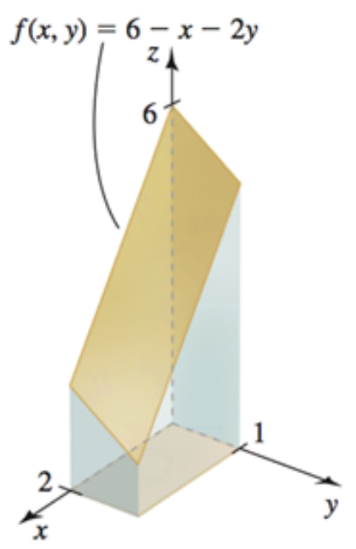 f(x, y) = 6 − x − 2y
z
6
1
2
x
y